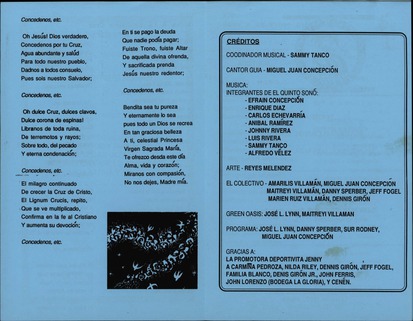 Concedenos, etc.
Oh Jesús! Dios verdadero,
Concedenos por tu Cruz,
Agua abundante y salúd
Para todo nuestro pueblo,
Dadnos a todos consuelo,
Pues sois nuestro Salvador;
Concedenos, etc.
Oh dulce Cruz, dulces clavos,
Dulce corona de espinas!
Libranos de toda ruina,
De terremotos y rayos;
Sobre todo, del pecado
Y eterna condenación;
Concedenos, etc.
El milagro continuado
De crecer la Cruz de Cristo,
El Lignum Crucis, repito,
Que se ve multiplicado,
Confirma en la fe al Cristiano
Y aumenta su devoción;
Concedenos, etc.
En ti se pago la deuda
Que nadie podía pagar;
Fuiste Trono, fuiste Altar
De aquella divina ofrenda,
Y sacrificada prenda
Jesús nuestro redentor;
Concedenos, etc.
Bendita sea tu pureza
Y eternamente lo sea
pues todo un Dios se recrea
En tan graciosa belleza
A ti, celestial Princesa
Virgen Sagrada María,
Te ofrezco desde este día
Alma, vida y corazón;
Miranos con compasión,
No nos dejes, Madre mía.
CRÉDITOS
COODINADOR MUSICAL - SAMMY TANCO
CANTOR GUIA - MIGUEL JUAN CONCEPCIÓN
MUSICA:
INTEGRANTES DE EL QUINTO SONÓ:
- EFRAIN CONCEPCIÓN
- ENRIQUE DIAZ
- CARLOS ECHEVARRÍA
- ANIBAL RAMÍREZ
- JOHNNY RIVERA
- LUIS RIVERA
- SAMMY TANCO
- ALFREDO VÉLEZ
ARTE - REYES MELENDEZ
EL COLECTIVO - AMARILIS VILLAMÁN, MIGUEL JUAN CONCEPCIÓN
MAITREYI VILLAMAN, DANNY SPERBER, JEFF FOGEL
MARIEN RUIZ VILLAMAN, DENNIS GIRÓN
GREEN OASIS: JOSÉ L. LYNN, MAITREYI VILLAMAN
PROGRAMA: JOSÉ L. LYNN, DANNY SPERBER, SUR RODNEY,
MIGUEL JUAN CONCEPCIÓN
GRACIAS A:
LA PROMOTORA DEPORTIVITA JENNY
A CARMIÑA PEDROZA, NILDA RILEY, DENNIS GIRÓN, JEFF FOGEL,
FAMILIA BLANCO, DENIS GIRÓN JR., JOHN FERRIS,
JOHN LORENZO (BODEGA LA GLORIA), Y CENÉN.